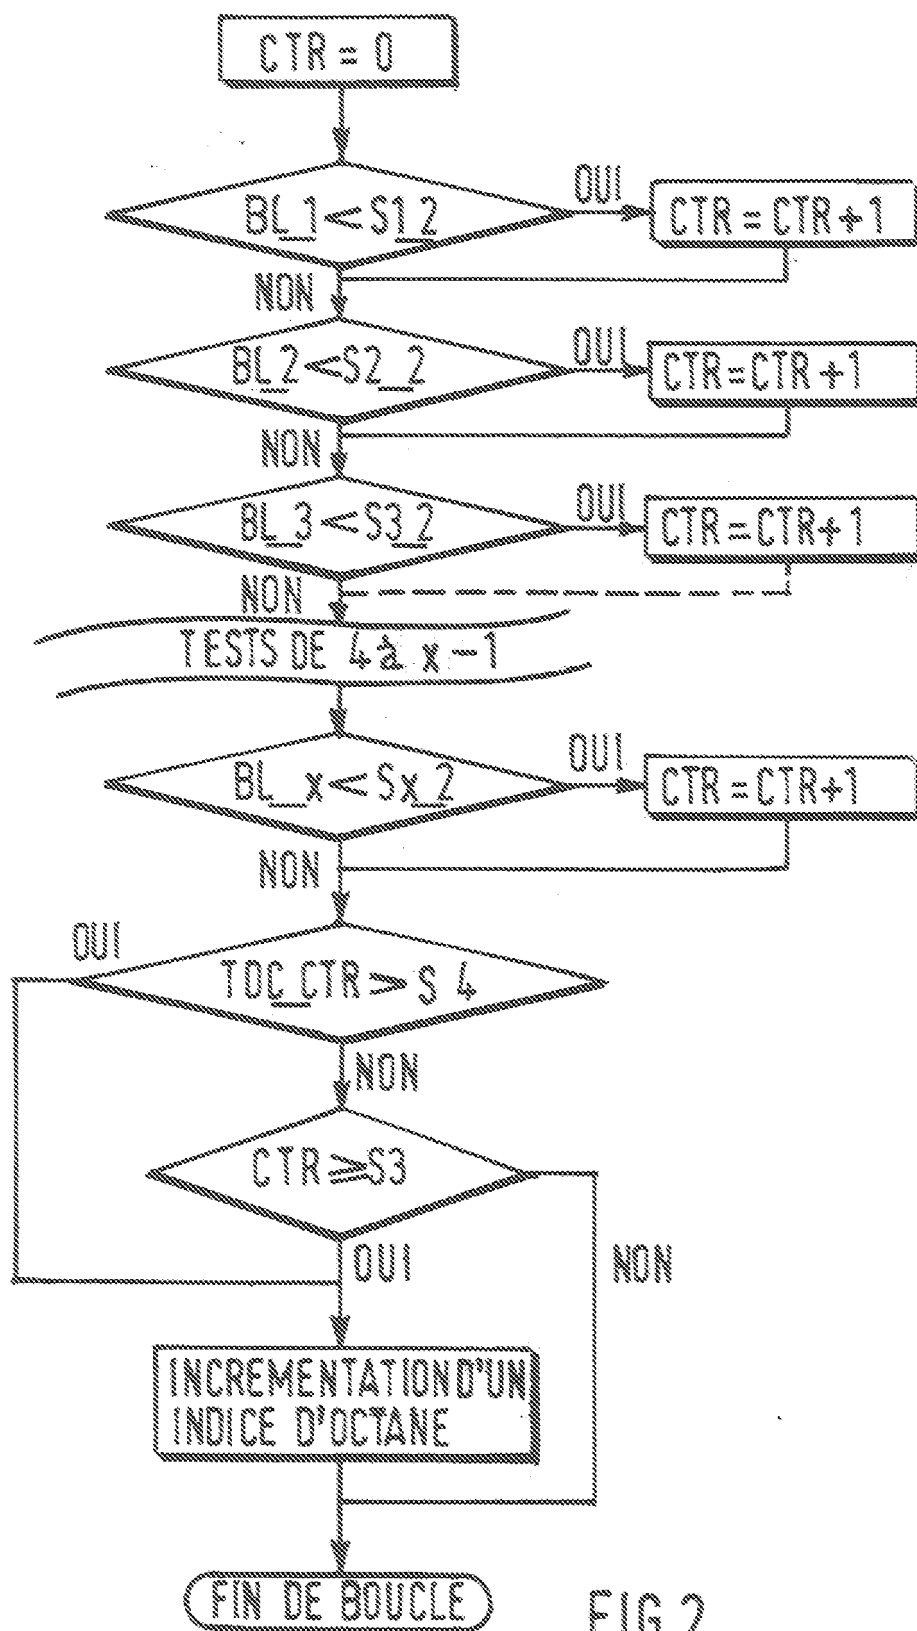 CTR = 0
BL_1 < S1_2
OUI
CTR = CTR + 1
NON
BL_2 < S2_2
OUI
CTR = CTR + 1
NON
BL_3 < S3_2
OUI
CTR = CTR + 1
NON
TESTS DE 4 à x - 1
BL_x < Sx_2
OUI
CTR = CTR + 1
NON
OUI
TOC_CTR ⩾ S 4
NON
CTR ⩾ S3
OUI
NON
INCREMENTATION D'UN
INDICE D'OCTANE
FIN DE BOUCLE
FIG.2